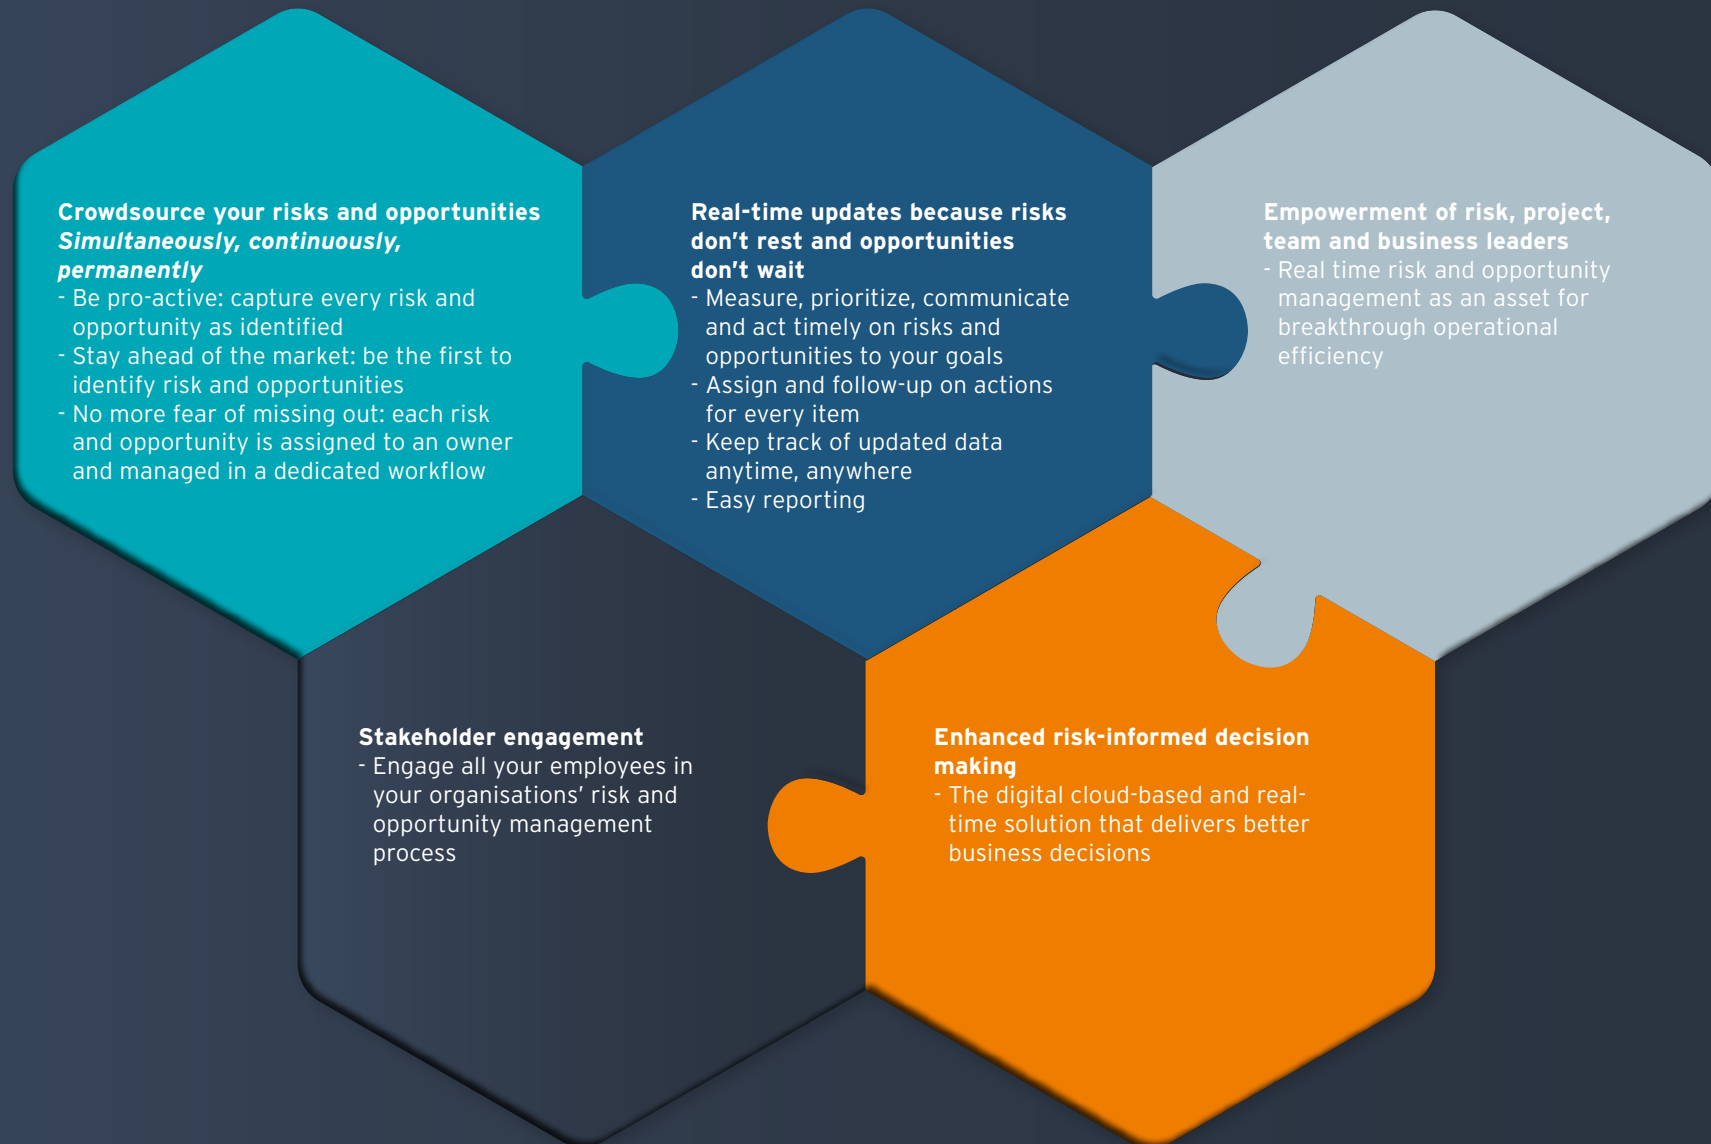 Crowdsource your risks and opportunities
Simultaneously, continuously,
permanently
- Be pro-active: capture every risk and
opportunity as identified
- Stay ahead of the market: be the first to
identify risk and opportunities
- No more fear of missing out: each risk
and opportunity is assigned to an owner
and managed in a dedicated workflow
Real-time updates because risks
don't rest and opportunities
don't wait
- Measure, prioritize, communicate
and act timely on risks and
opportunities to your goals
- Assign and follow-up on actions
for every item
- Keep track of updated data
anytime, anywhere
- Easy reporting
Empowerment of risk, project,
team and business leaders
- Real time risk and opportunity
management as an asset for
breakthrough operational
efficiency
Stakeholder engagement
- Engage all your employees in
your organisations' risk and
opportunity management
process
Enhanced risk-informed decision
making
- The digital cloud-based and real-
time solution that delivers better
business decisions